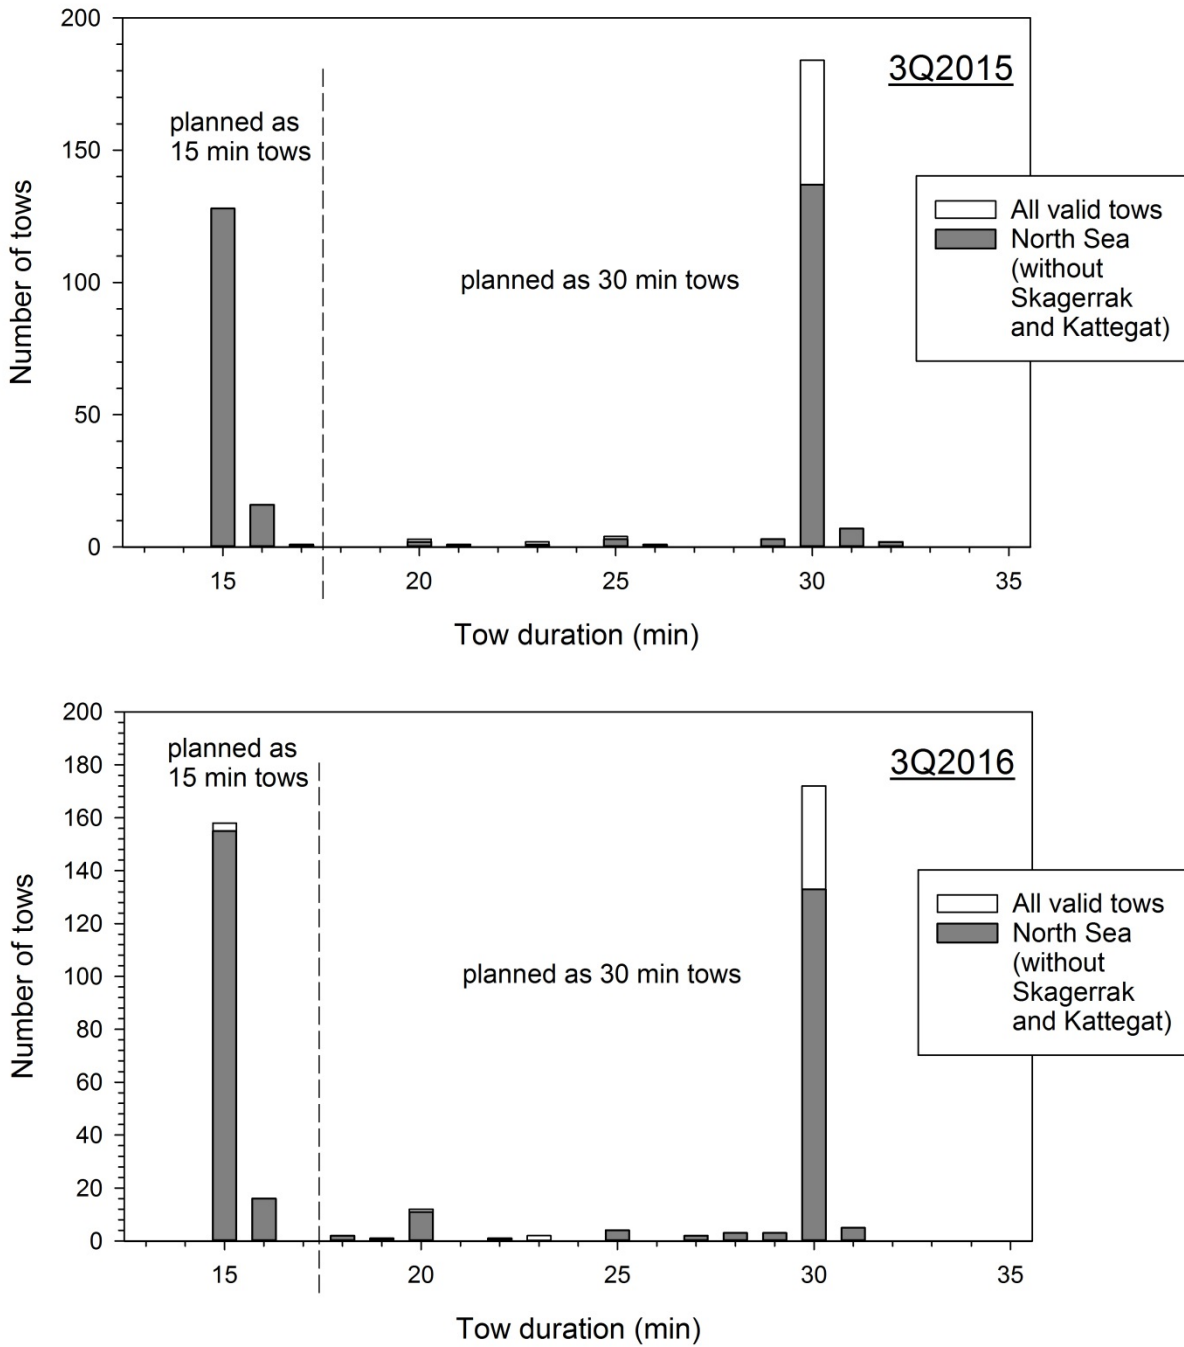 200
150
100
50
0
Number of tows
planned as
15 min tows
planned as 30 min tows
3Q2015
All valid tows
North Sea
(without
Skagerrak
and Kattegat)
15 20 25 30 35
Tow duration (min)
200
180
160
140
120
100
80
60
40
20
0
Number of tows
planned as
15 min tows
planned as 30 min tows
3Q2016
All valid tows
North Sea
(without
Skagerrak
and Kattegat)
15 20 25 30 35
Tow duration (min)